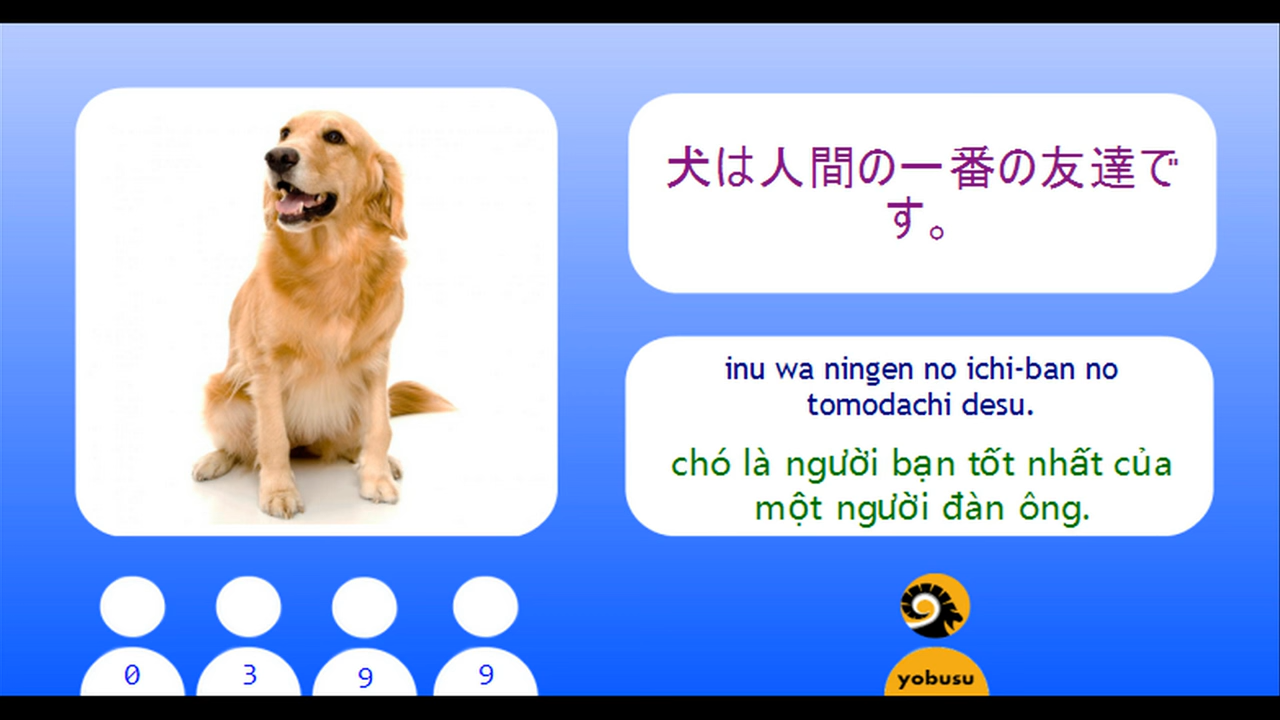 犬は人間の一番の友達で
す。
inu wa ningen no ichi-ban no
tomodachi desu.
chó là người bạn tốt nhất của
một người đàn ông.
0 3 9 9
yobusu